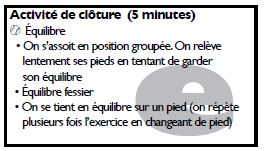 Activité de clôture (5 minutes)
Équilibre
• On s'assoit en position groupée. On relève
lentement ses pieds en tentant de garder
son équilibre
• Équilibre fessier
• On se tient en équilibre sur un pied (on répète
plusieurs fois l'exercice en changeant de pied)
e